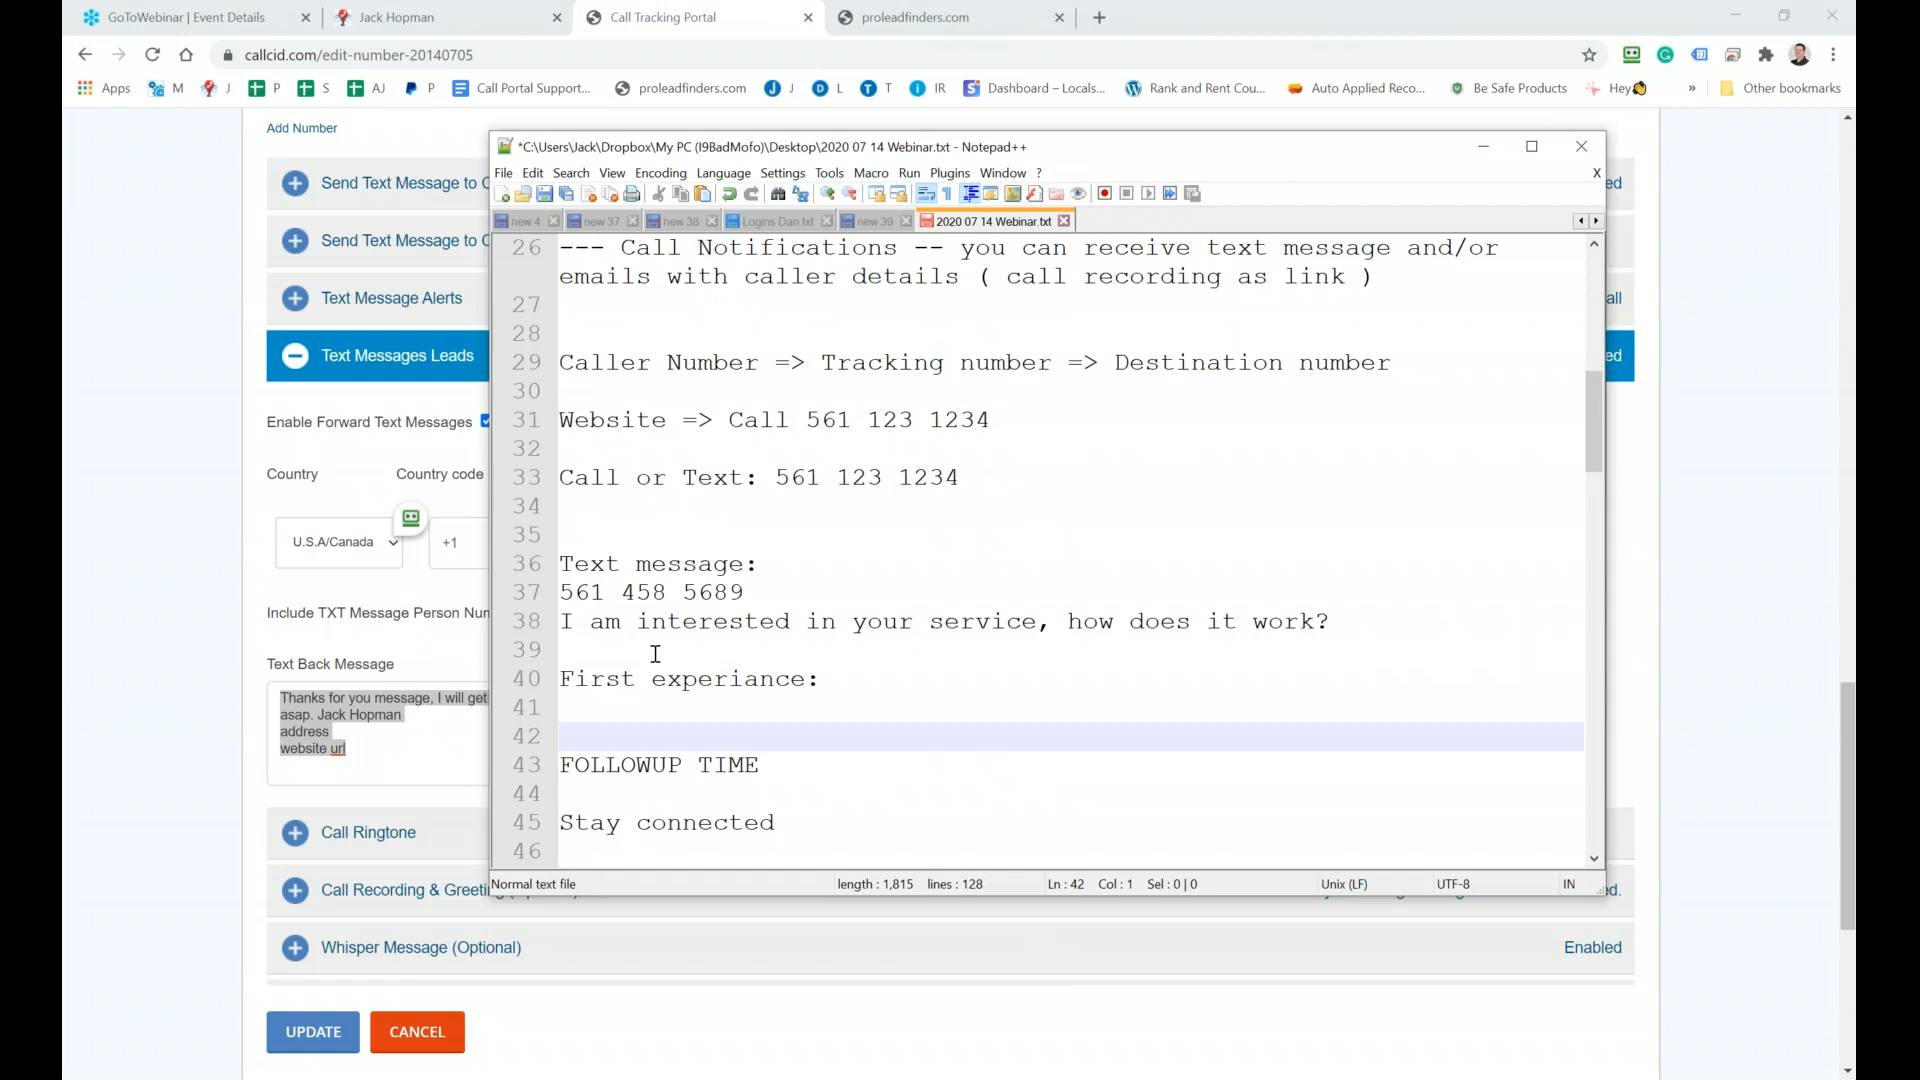 GoToWebinar | Event Details
Jack Hopman
Call Tracking Portal
proleadfinders.com
callcid.com/edit-number-20140705
Apps M J P S AJ P Call Portal Support... proleadfinders.com J L T IR Dashboard – Locals... Rank and Rent Cou... Auto Applied Reco... Be Safe Products Hey » Other bookmarks
Add Number
Send Text Message to C
Send Text Message to C
Text Message Alerts
all
Text Messages Leads
ed
Enable Forward Text Messages
Country Country code
U.S.A/Canada +1
Include TXT Message Person Num
Text Back Message
Thanks for you message, I will get
asap. Jack Hopman
address
website url
Call Ringtone
Call Recording & Greeti
ed.
Whisper Message (Optional) Enabled
UPDATE CANCEL
*C:\Users\Jack\Dropbox\My PC (I9BadMofo)\Desktop\2020 07 14 Webinar.txt - Notepad++
File Edit Search View Encoding Language Settings Tools Macro Run Plugins Window ? X
new 4 new 37 new 38 Logins Dan.txt new 39 2020 07 14 Webinar.txt
26 --- Call Notifications -- you can receive text message and/or
emails with caller details ( call recording as link )
27
28
29 Caller Number => Tracking number => Destination number
30
31 Website => Call 561 123 1234
32
33 Call or Text: 561 123 1234
34
35
36 Text message:
37 561 458 5689
38 I am interested in your service, how does it work?
39
40 First experiance:
41
42
43 FOLLOWUP TIME
44
45 Stay connected
46
Normal text file length : 1,815 lines : 128 Ln : 42 Col : 1 Sel : 0 | 0 Unix (LF) UTF-8 IN